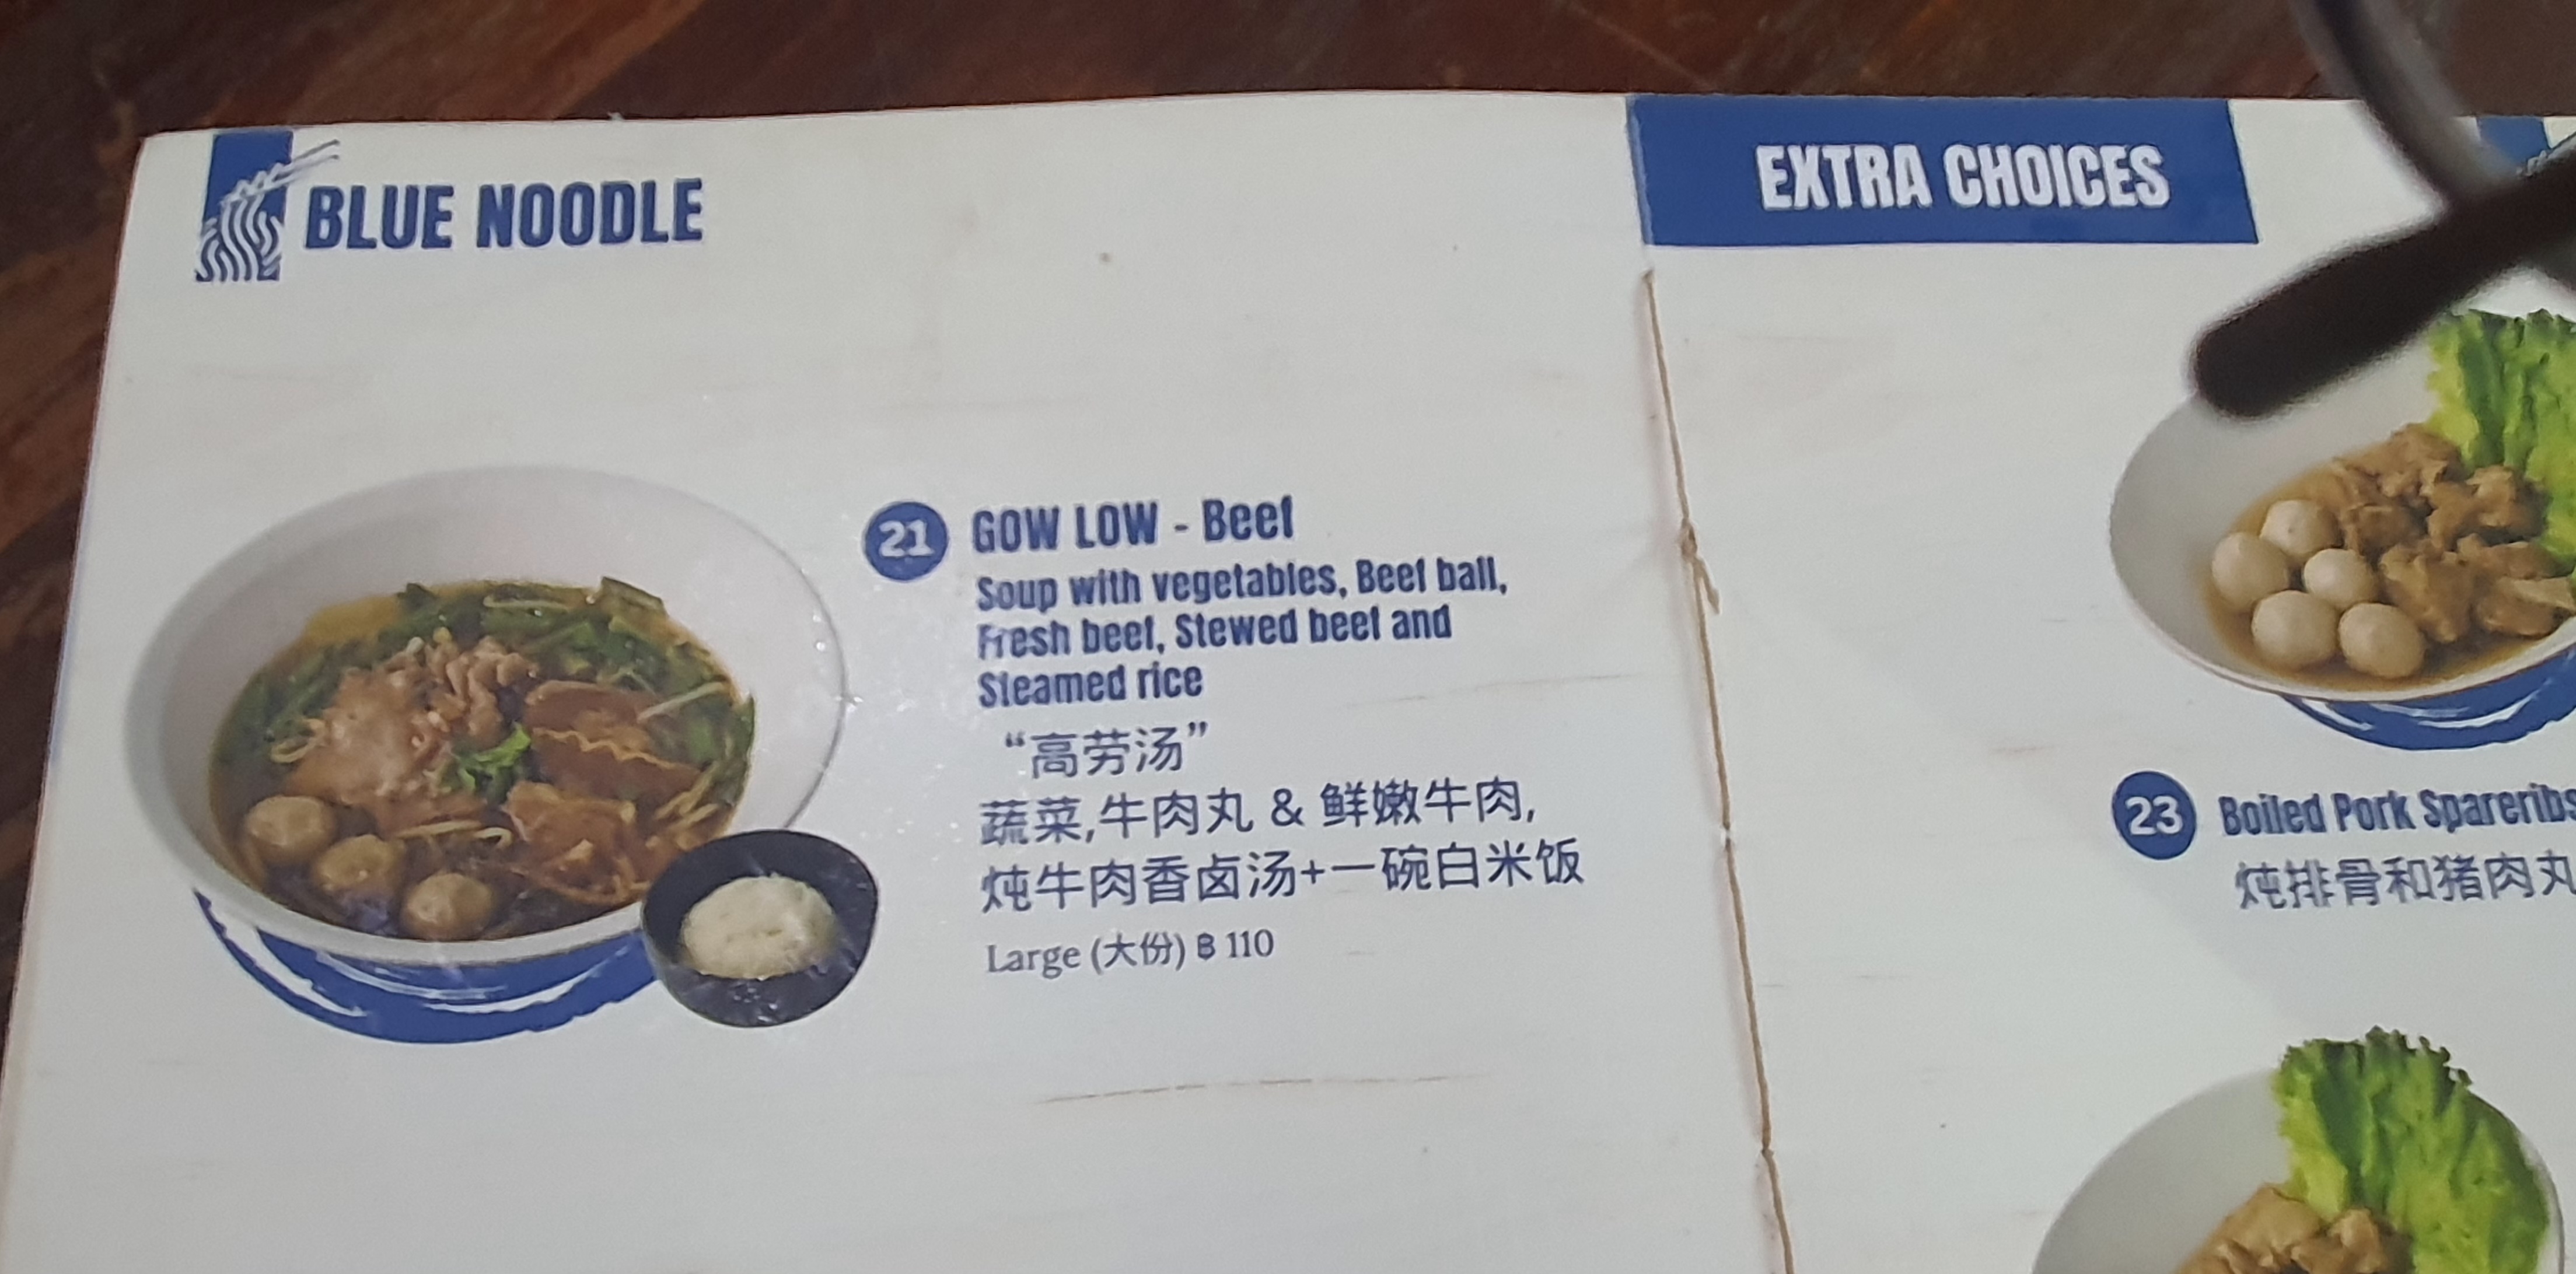 BLUE NOODLE
21 GOW LOW - Beef
Soup with vegetables, Beef ball,
Fresh beef, Stewed beef and
Steamed rice
“高劳汤”
蔬菜,牛肉丸 & 鲜嫩牛肉,
炖牛肉香卤汤+一碗白米饭
Large (大份) ฿ 110
EXTRA CHOICES
23 Boiled Pork Spareribs
炖排骨和猪肉丸